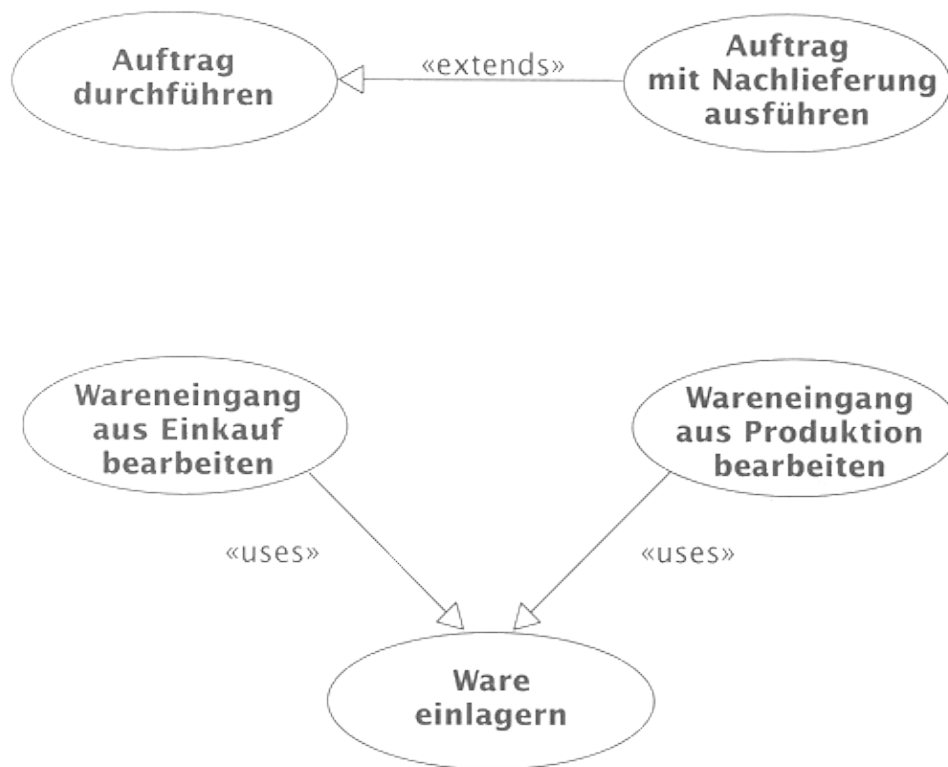 Auftrag
durchführen
«extends»
Auftrag
mit Nachlieferung
ausführen
Wareneingang
aus Einkauf
bearbeiten
Wareneingang
aus Produktion
bearbeiten
«uses»
«uses»
Ware
einlagern